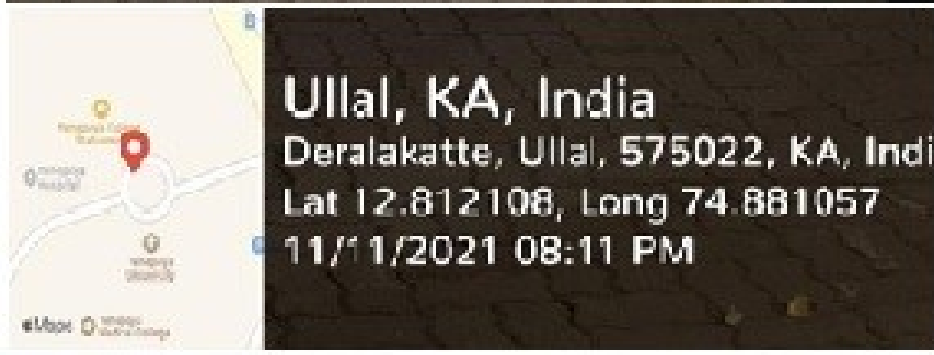 Ullal, KA, India
Deralakatte, Ullal, 575022, KA, Indi
Lat 12.812108, Long 74.881057
11/11/2021 08:11 PM
Maps